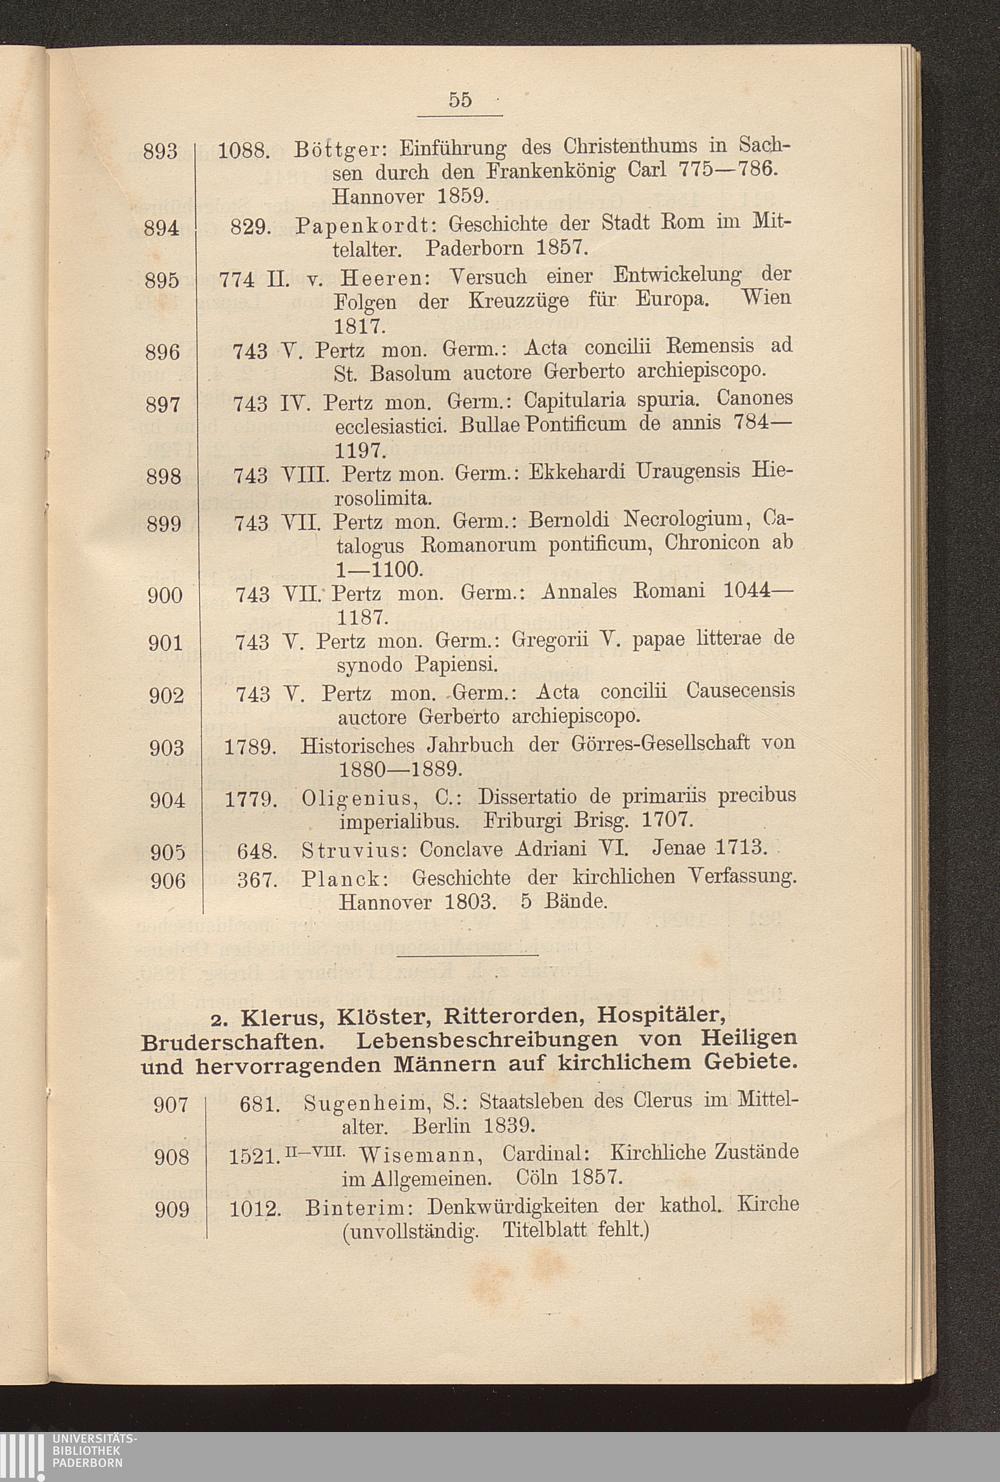 55
893 1088. Böttger: Einführung des Christenthums in Sach-
sen durch den Frankenkönig Carl 775—786.
Hannover 1859.
894 829. Papenkordt: Geschichte der Stadt Rom im Mit-
telalter. Paderborn 1857.
895 774 II. v. Heeren: Versuch einer Entwickelung der
Folgen der Kreuzzüge für Europa. Wien
1817.
896 743 V. Pertz mon. Germ.: Acta concilii Remensis ad
St. Basolum auctore Gerberto archiepiscopo.
897 743 IV. Pertz mon. Germ.: Capitularia spuria. Canones
ecclesiastici. Bullae Pontificum de annis 784—
1197.
898 743 VIII. Pertz mon. Germ.: Ekkehardi Uraugensis Hie-
rosolimita.
899 743 VII. Pertz mon. Germ.: Bernoldi Necrologium, Ca-
talogus Romanorum pontificum, Chronicon ab
1—1100.
900 743 VII. Pertz mon. Germ.: Annales Romani 1044—
1187.
901 743 V. Pertz mon. Germ.: Gregorii V. papae litterae de
synodo Papiensi.
902 743 V. Pertz mon. Germ.: Acta concilii Causecensis
auctore Gerberto archiepiscopo.
903 1789. Historisches Jahrbuch der Görres-Gesellschaft von
1880—1889.
904 1779. Oligenius, C.: Dissertatio de primariis precibus
imperialibus. Friburgi Brisg. 1707.
905 648. Struvius: Conclave Adriani VI. Jenae 1713.
906 367. Planck: Geschichte der kirchlichen Verfassung.
Hannover 1803. 5 Bände.
2. Klerus, Klöster, Ritterorden, Hospitäler,
Bruderschaften. Lebensbeschreibungen von Heiligen
und hervorragenden Männern auf kirchlichem Gebiete.
907 681. Sugenheim, S.: Staatsleben des Clerus im Mittel-
alter. Berlin 1839.
908 1521. II—VIII. Wisemann, Cardinal: Kirchliche Zustände
im Allgemeinen. Cöln 1857.
909 1012. Binterim: Denkwürdigkeiten der kathol. Kirche
(unvollständig. Titelblatt fehlt.)
UNIVERSITÄTS-
BIBLIOTHEK
PADERBORN